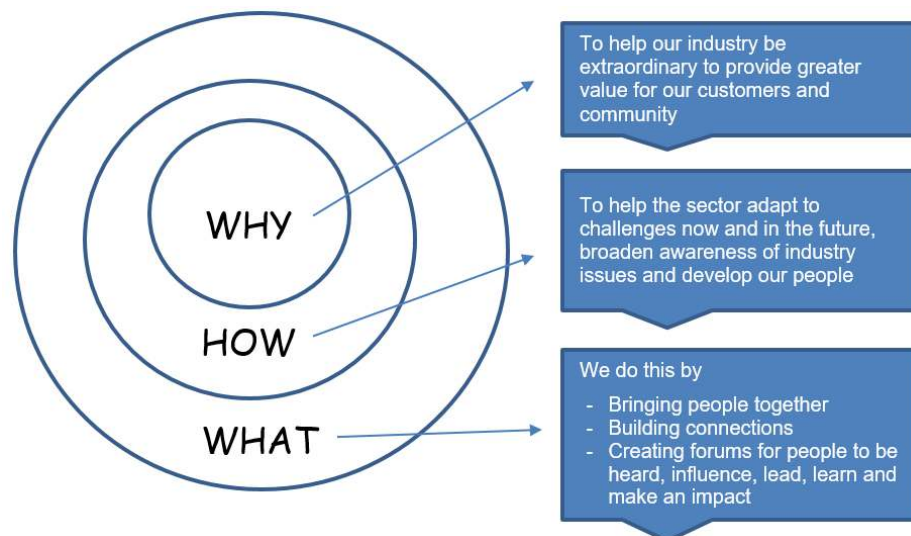 WHY
HOW
WHAT
To help our industry be
extraordinary to provide greater
value for our customers and
community
To help the sector adapt to
challenges now and in the future,
broaden awareness of industry
issues and develop our people
We do this by
- Bringing people together
- Building connections
- Creating forums for people to be
heard, influence, lead, learn and
make an impact